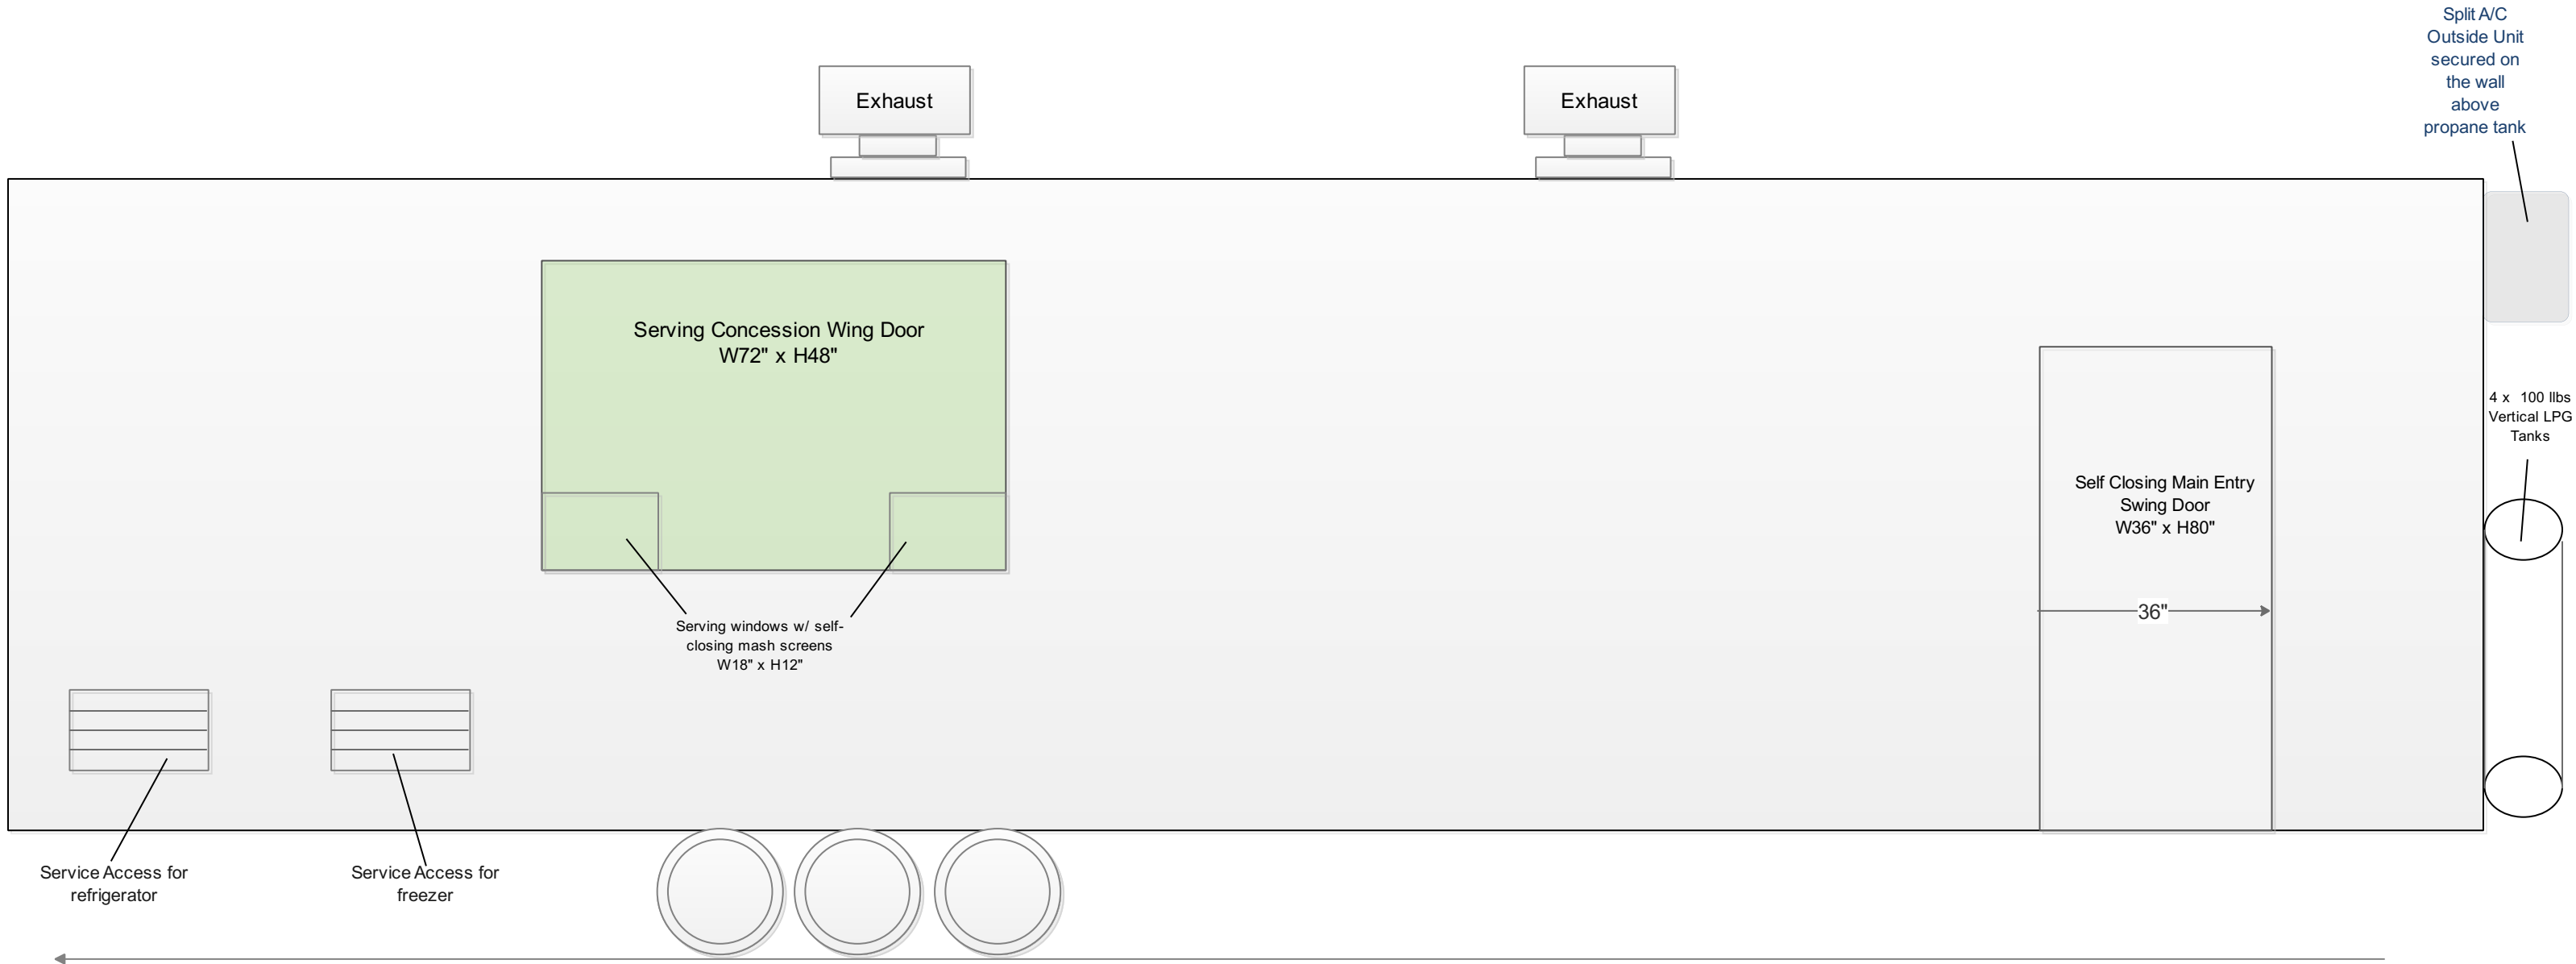 Split A/C
Outside Unit
secured on
the wall
above
propane tank
Exhaust
Exhaust
Serving Concession Wing Door
W72" x H48"
4 x  100 llbs
Vertical LPG
Tanks
Self Closing Main Entry
Swing Door
W36" x H80"
36"
Serving windows w/ self-
closing mash screens
W18" x H12"
Service Access for
refrigerator
Service Access for
freezer